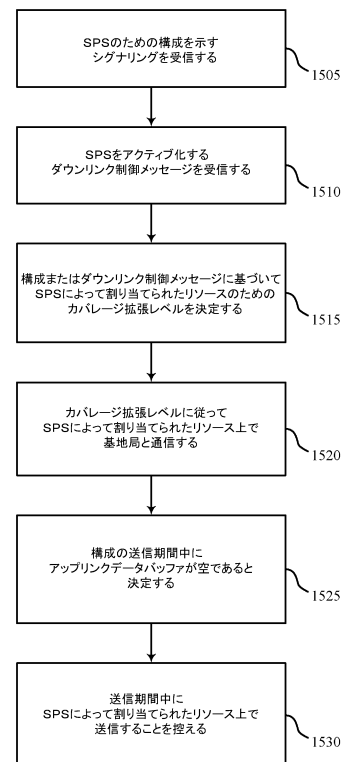 SPSのための構成を示す
シグナリングを受信する
1505
SPSをアクティブ化する
ダウンリンク制御メッセージを受信する
1510
構成またはダウンリンク制御メッセージに基づいて
SPSによって割り当てられたリソースのための
カバレージ拡張レベルを決定する
1515
カバレージ拡張レベルに従って
SPSによって割り当てられたリソース上で
基地局と通信する
1520
構成の送信期間中に
アップリンクデータバッファが空であると
決定する
1525
送信期間中に
SPSによって割り当てられたリソース上で
送信することを控える
1530